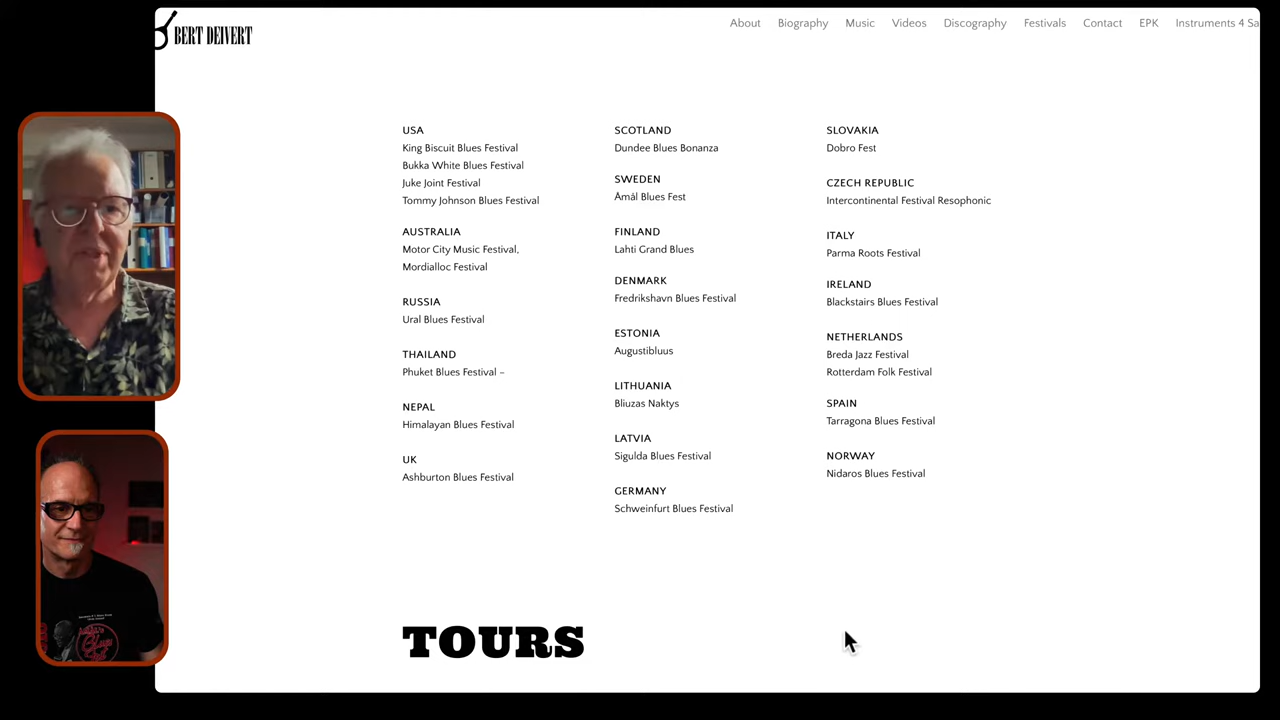 BERT DEIVERT
About Biography Music Videos Discography Festivals Contact EPK Instruments 4 Sa
USA
King Biscuit Blues Festival
Bukka White Blues Festival
Juke Joint Festival
Tommy Johnson Blues Festival
AUSTRALIA
Motor City Music Festival,
Mordialloc Festival
RUSSIA
Ural Blues Festival
THAILAND
Phuket Blues Festival –
NEPAL
Himalayan Blues Festival
UK
Ashburton Blues Festival
SCOTLAND
Dundee Blues Bonanza
SWEDEN
Åmål Blues Fest
FINLAND
Lahti Grand Blues
DENMARK
Fredrikshavn Blues Festival
ESTONIA
Augustibluus
LITHUANIA
Bliuzas Naktys
LATVIA
Sigulda Blues Festival
GERMANY
Schweinfurt Blues Festival
SLOVAKIA
Dobro Fest
CZECH REPUBLIC
Intercontinental Festival Resophonic
ITALY
Parma Roots Festival
IRELAND
Blackstairs Blues Festival
NETHERLANDS
Breda Jazz Festival
Rotterdam Folk Festival
SPAIN
Tarragona Blues Festival
NORWAY
Nidaros Blues Festival
TOURS